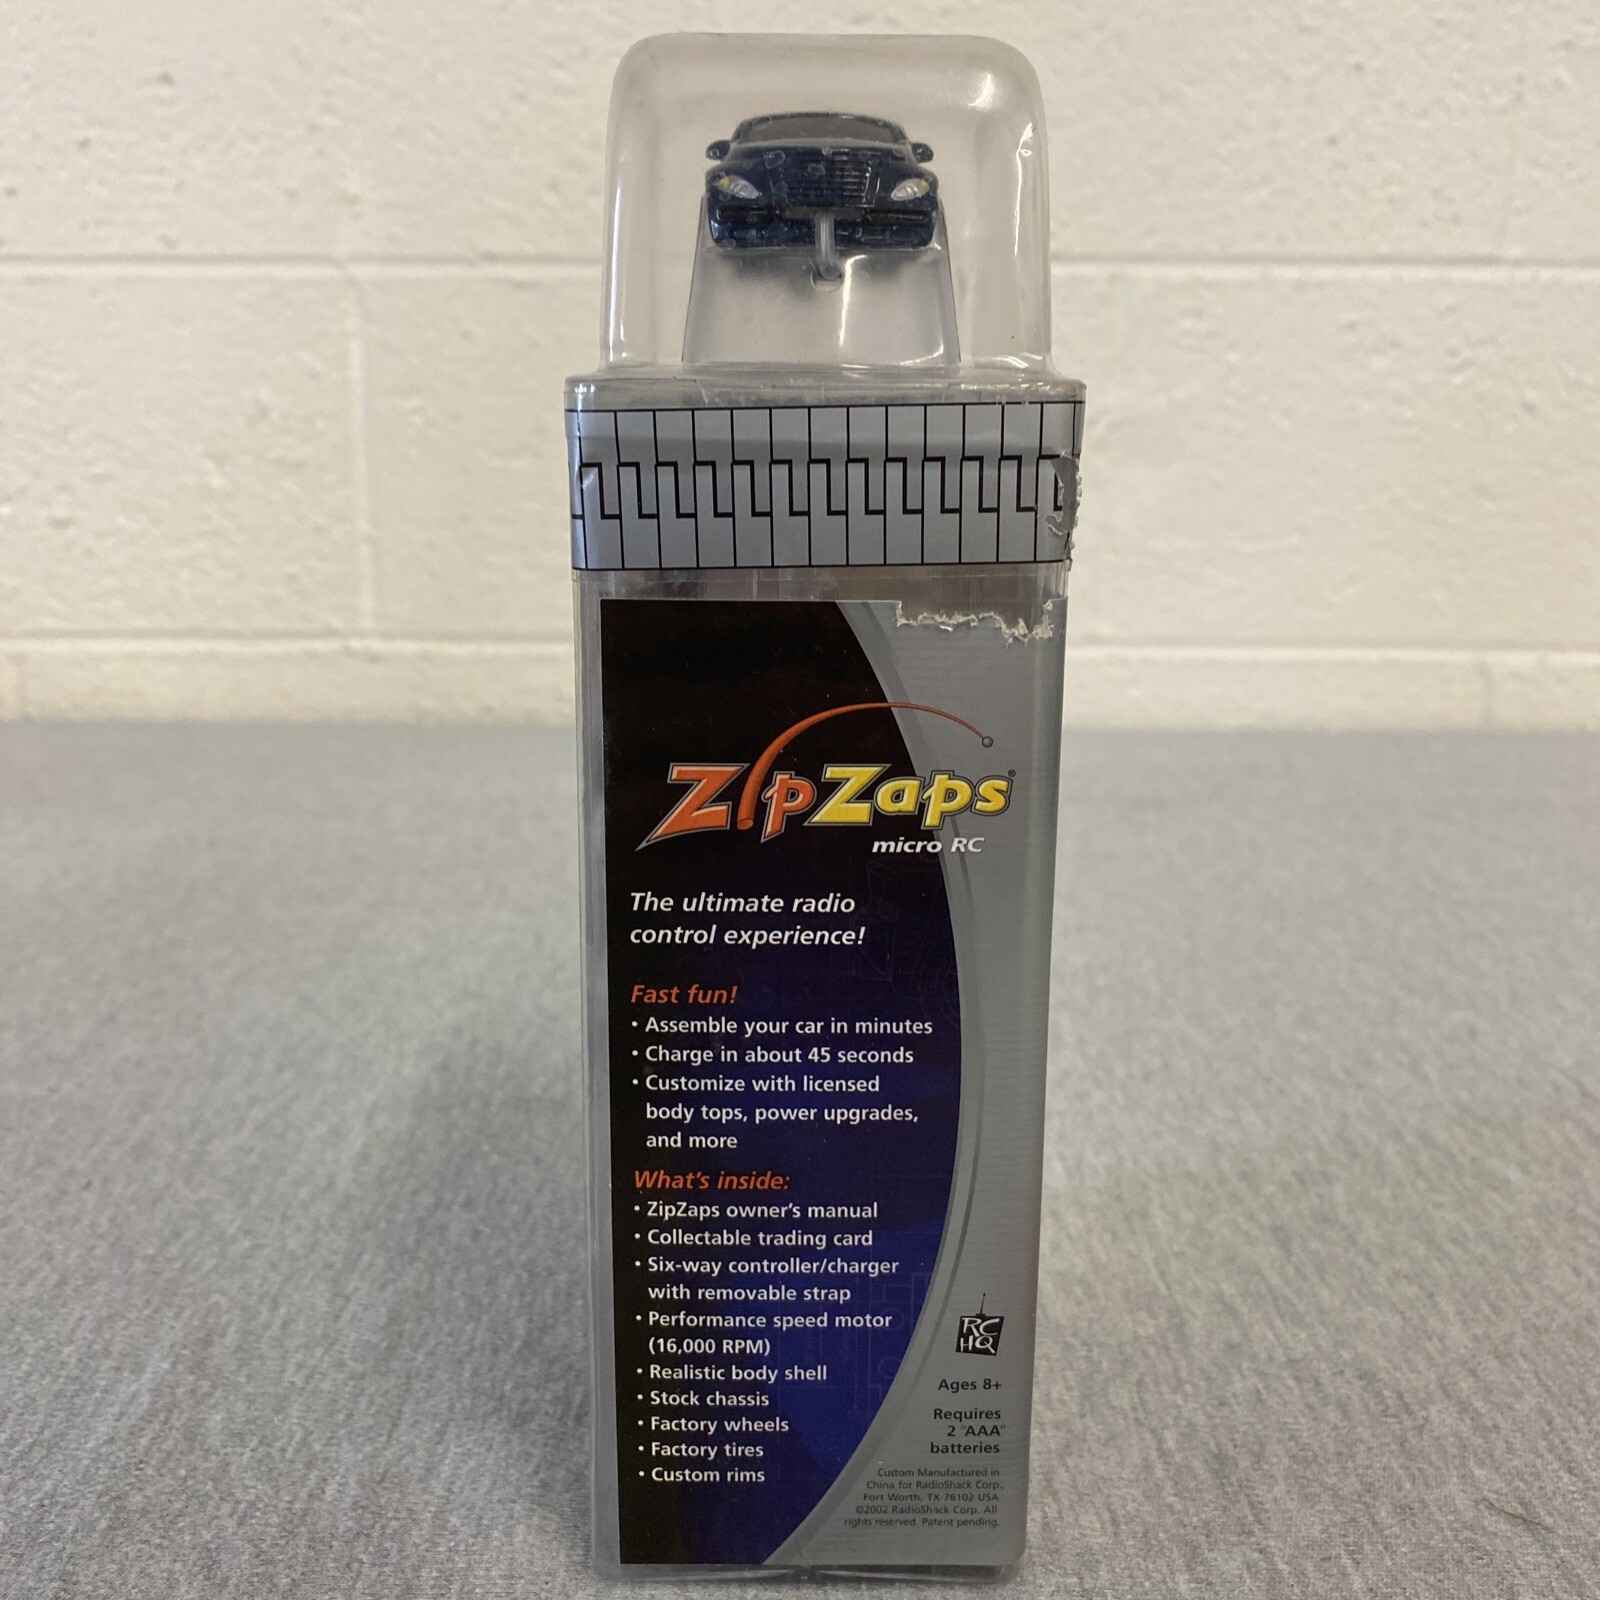 ZipZaps®
micro RC
The ultimate radio
control experience!
Fast fun!
• Assemble your car in minutes
• Charge in about 45 seconds
• Customize with licensed
body tops, power upgrades,
and more
What's inside:
• ZipZaps owner's manual
• Collectable trading card
• Six-way controller/charger
with removable strap
• Performance speed motor
(16,000 RPM)
• Realistic body shell
• Stock chassis
• Factory wheels
• Factory tires
• Custom rims
RC
HQ
Ages 8+
Requires
2 "AAA"
batteries
Custom Manufactured in
China for RadioShack Corp.,
Fort Worth, TX 76102 USA
©2002 RadioShack Corp. All
rights reserved. Patent pending.